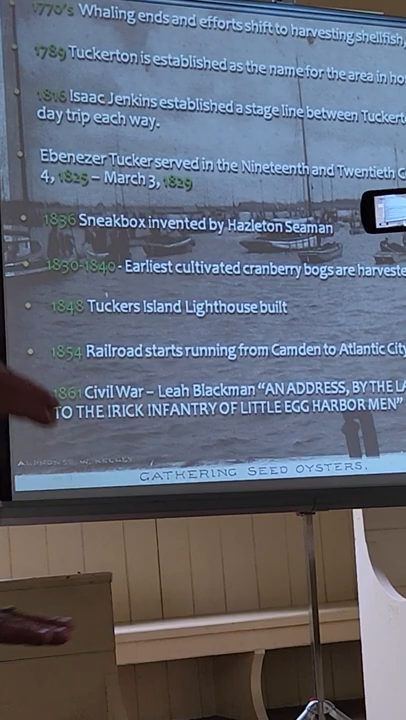 1770's Whaling ends and efforts shift to harvesting shellfish,
1789 Tuckerton is established as the name for the area in ho
1816 Isaac Jenkins established a stage line between Tuckert
day trip each way.
Ebenezer Tucker served in the Nineteenth and Twentieth C
4, 1825 – March 3, 1829
1836 Sneakbox invented by Hazleton Seaman
1830-1840 - Earliest cultivated cranberry bogs are harveste
1848 Tuckers Island Lighthouse built
1854 Railroad starts running from Camden to Atlantic City
1861 Civil War – Leah Blackman "AN ADDRESS, BY THE LA
TO THE IRICK INFANTRY OF LITTLE EGG HARBOR MEN"
ALPHONSE W. KELLEY
GATHERING SEED OYSTERS.